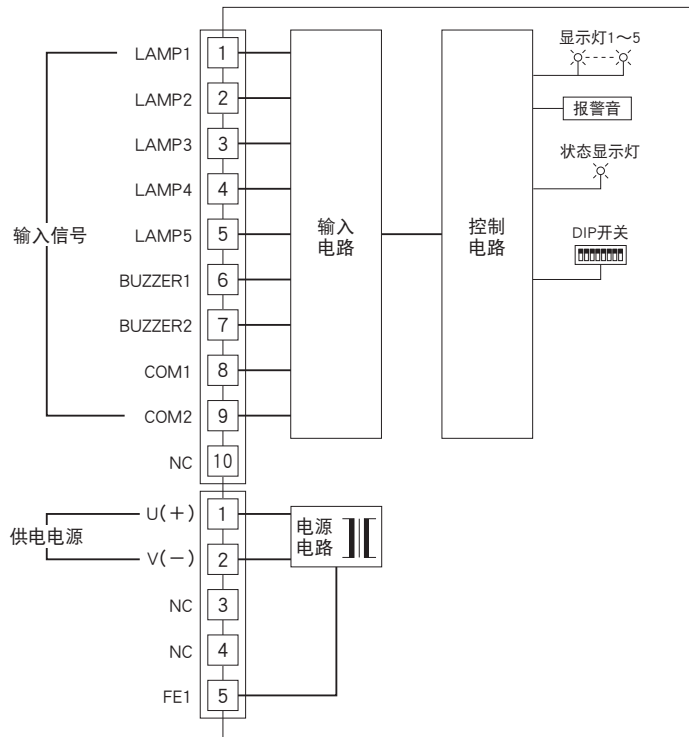 显示灯1～5
LAMP1 1
LAMP2 2
报警音
LAMP3 3
状态显示灯
LAMP4 4
输入信号
LAMP5 5
输入
电路
控制
电路
DIP开关
BUZZER1 6
BUZZER2 7
COM1 8
COM2 9
NC 10
供电电源
U(+) 1
V(−) 2
电源
电路
NC 3
NC 4
FE1 5